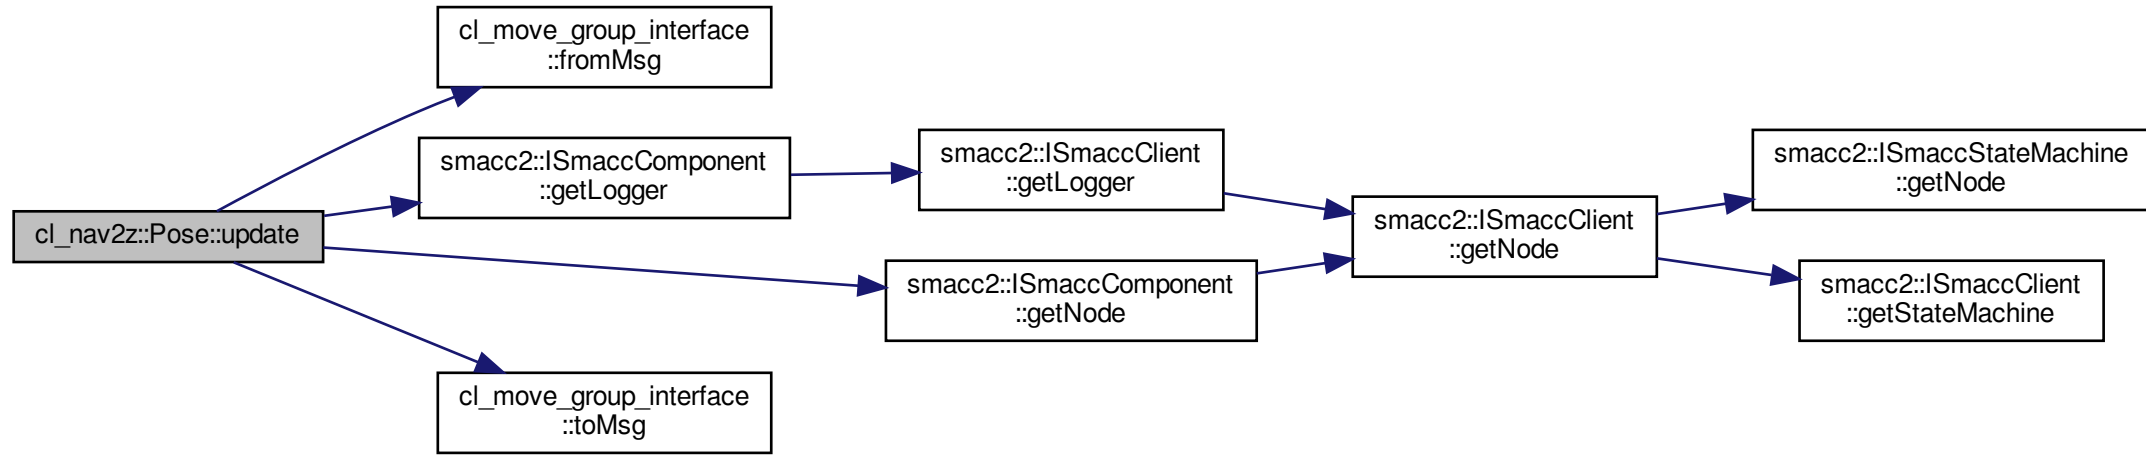 cl_nav2z::Pose::update
cl_move_group_interface
::fromMsg
smacc2::ISmaccComponent
::getLogger
smacc2::ISmaccClient
::getLogger
smacc2::ISmaccComponent
::getNode
smacc2::ISmaccClient
::getNode
smacc2::ISmaccStateMachine
::getNode
smacc2::ISmaccClient
::getStateMachine
cl_move_group_interface
::toMsg